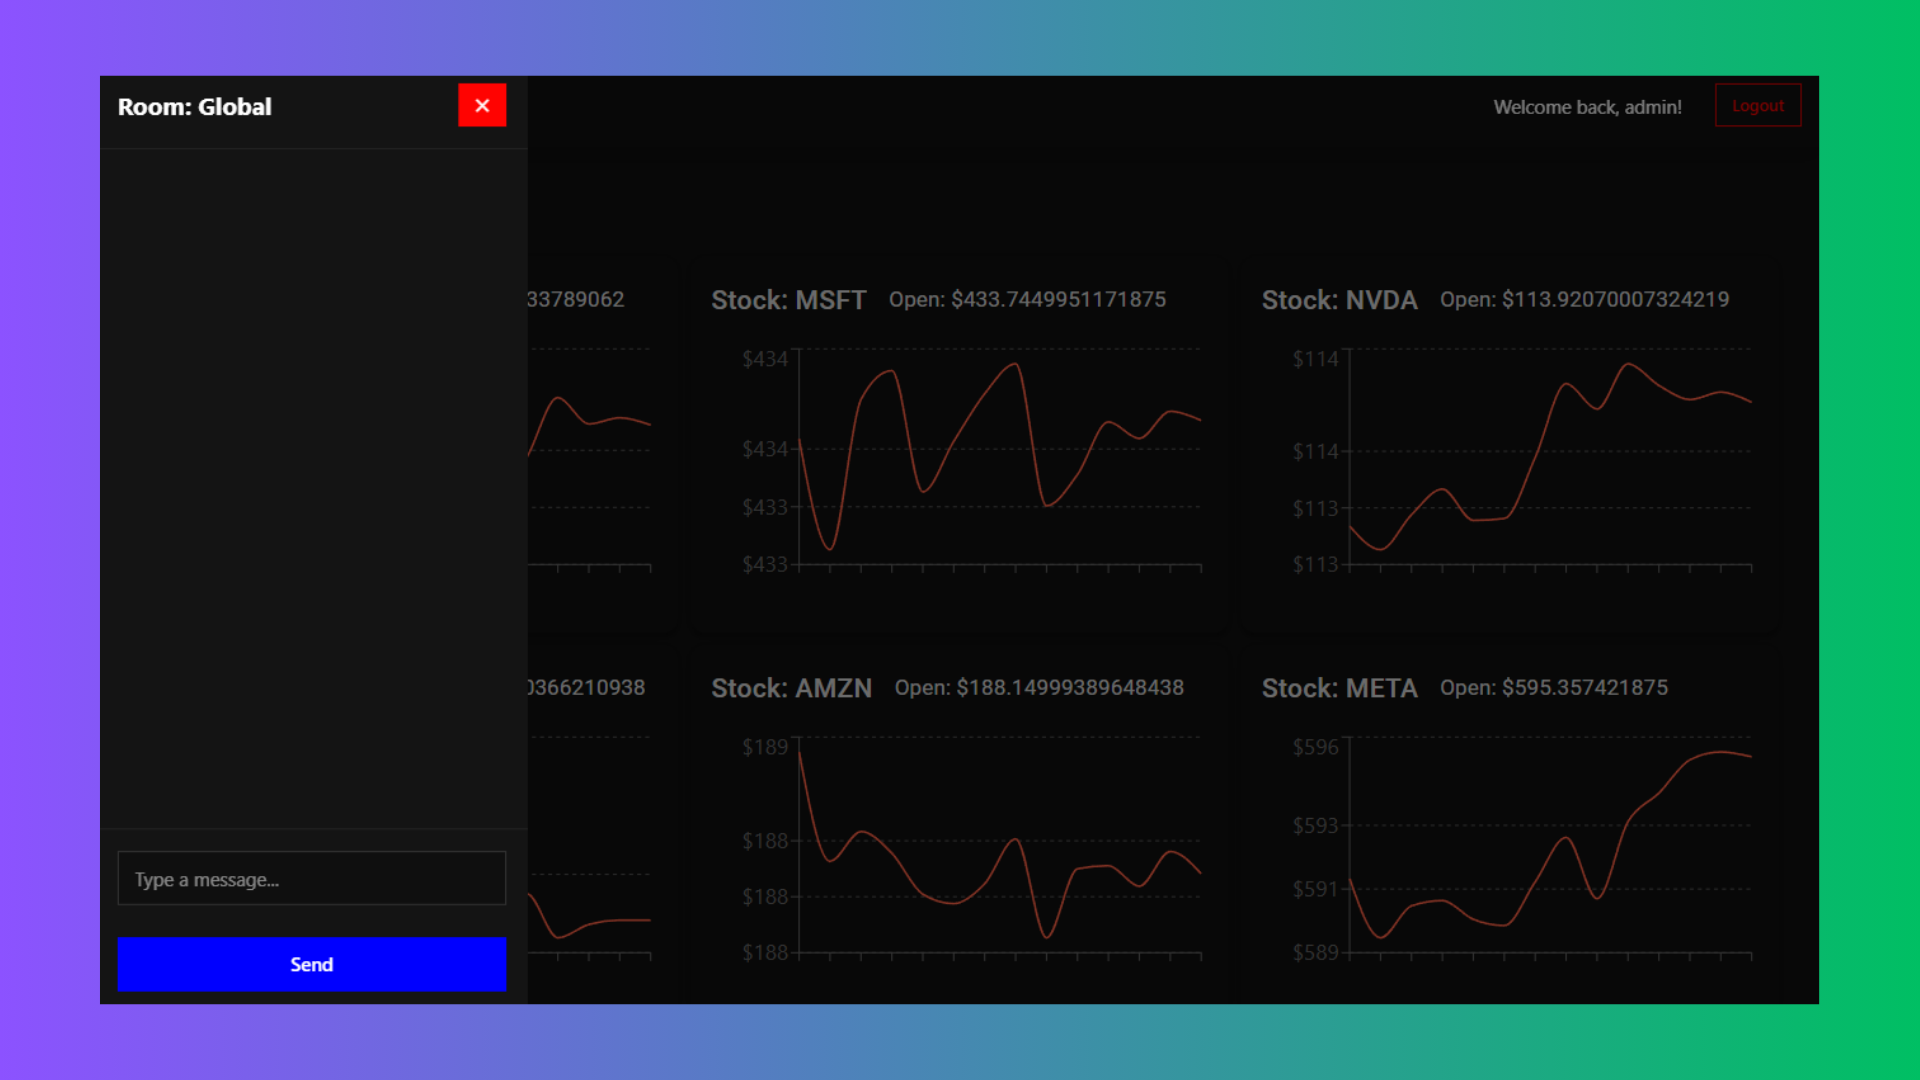 Room: Global
✕
Welcome back, admin!
Logout
33789062
Stock: MSFT Open: $433.7449951171875
$434
$434
$433
$433
Stock: NVDA Open: $113.92070007324219
$114
$114
$113
$113
0366210938
Stock: AMZN Open: $188.14999389648438
$189
$188
$188
$188
Stock: META Open: $595.357421875
$596
$593
$591
$589
Type a message...
Send